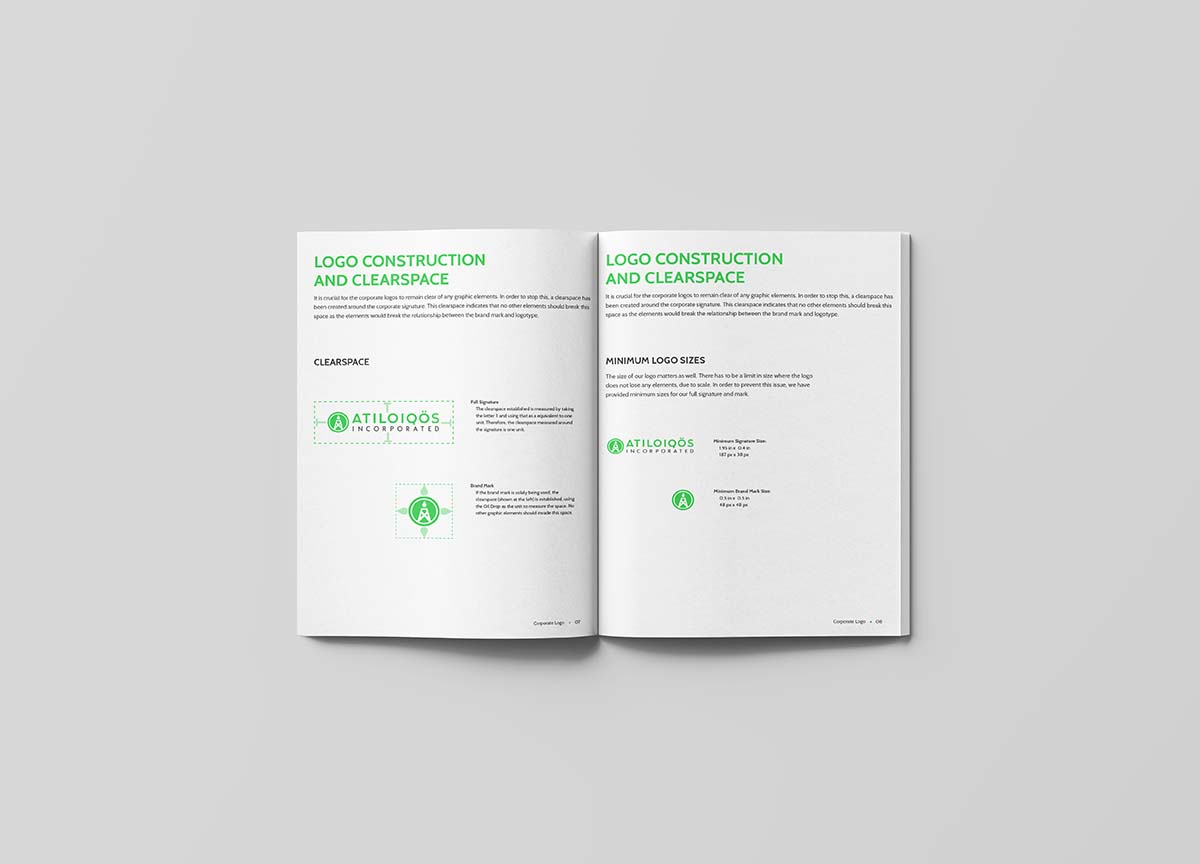 LOGO CONSTRUCTION
AND CLEARSPACE
It is crucial for the corporate logos to remain clear of any graphic elements. In order to stop this, a clearspace has
been created around the corporate signature. This clearspace indicates that no other elements should break this
space as the elements would break the relationship between the brand mark and logotype.
CLEARSPACE
ATILOIQÖS
INCORPORATED
Full Signature
The clearspace established is measured by taking
the letter I and using that as a equivalent to one
unit. Therefore, the clearspace measured around
the signature is one unit.
Brand Mark
If the brand mark is solely being used, the
clearspace (shown at the left) is established, using
the Oil Drop as the unit to measure the space. No
other graphic elements should invade this space.
Corporate Logo • 07
LOGO CONSTRUCTION
AND CLEARSPACE
It is crucial for the corporate logos to remain clear of any graphic elements. In order to stop this, a clearspace has
been created around the corporate signature. This clearspace indicates that no other elements should break this
space as the elements would break the relationship between the brand mark and logotype.
MINIMUM LOGO SIZES
The size of our logo matters as well. There has to be a limit in size where the logo
does not lose any elements, due to scale. In order to prevent this issue, we have
provided minimum sizes for our full signature and mark.
ATILOIQÖS
INCORPORATED
Minimum Signature Size:
1.95 in x 0.4 in
187 px x 38 px
Minimum Brand Mark Size:
0.5 in x 0.5 in
48 px x 48 px
Corporate Logo • 08